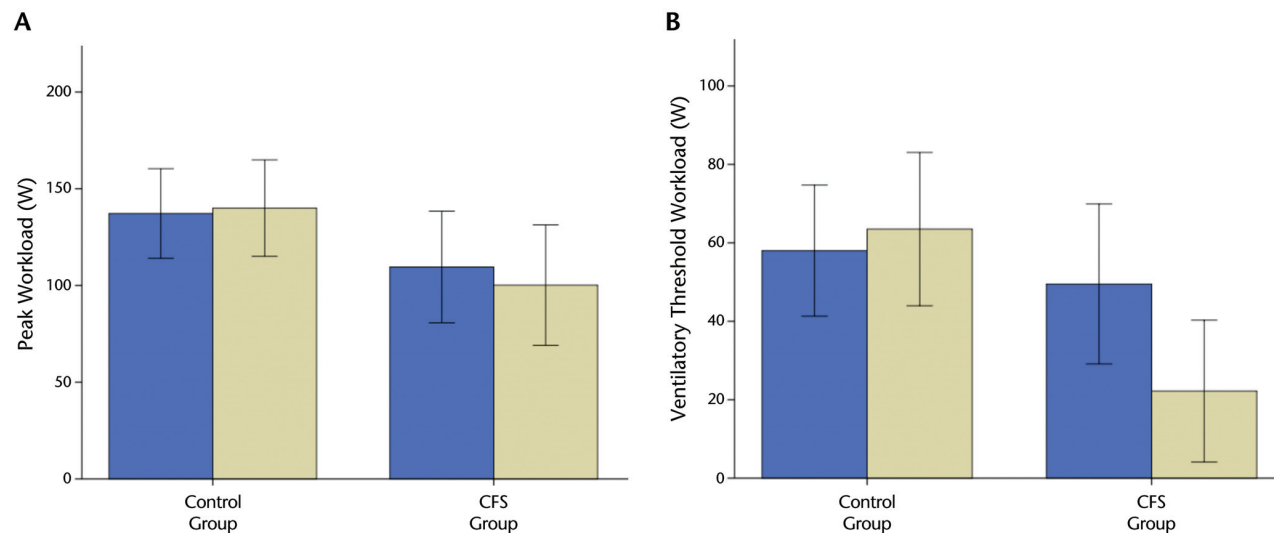 A
Peak Workload (W)
200
150
100
50
0
Control
Group
CFS
Group
B
Ventilatory Threshold Workload (W)
100
80
60
40
20
0
Control
Group
CFS
Group